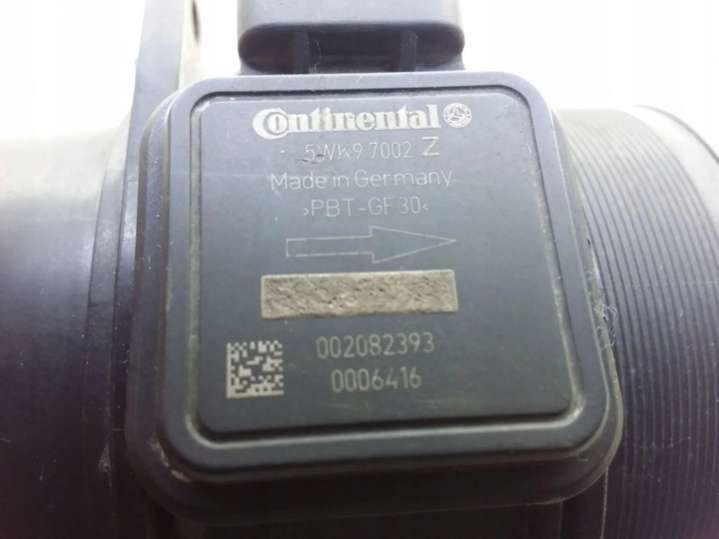 Continental
5WK9 7002 Z
Made in Germany
>PBT-GF30<
002082393
0006416